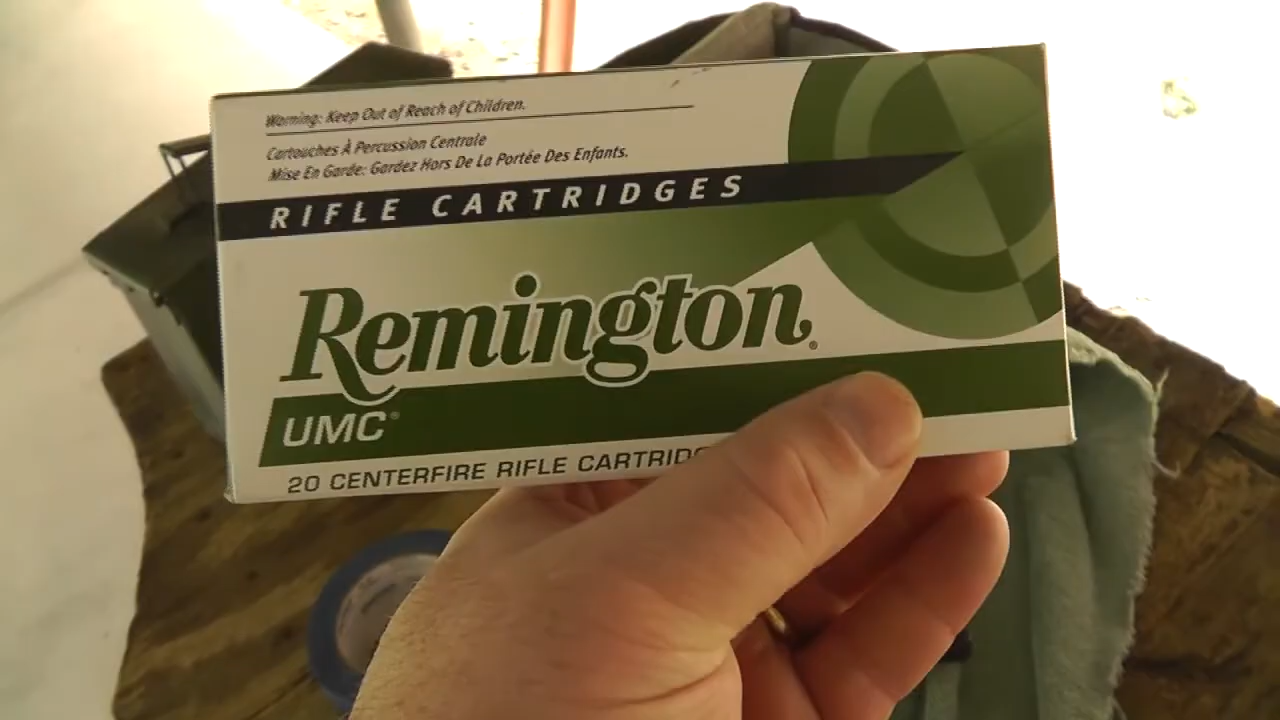 Warning: Keep Out of Reach of Children.
Cartouches À Percussion Centrale
Mise En Garde: Gardez Hors De La Portée Des Enfants.
RIFLE CARTRIDGES
Remington®
UMC®
20 CENTERFIRE RIFLE